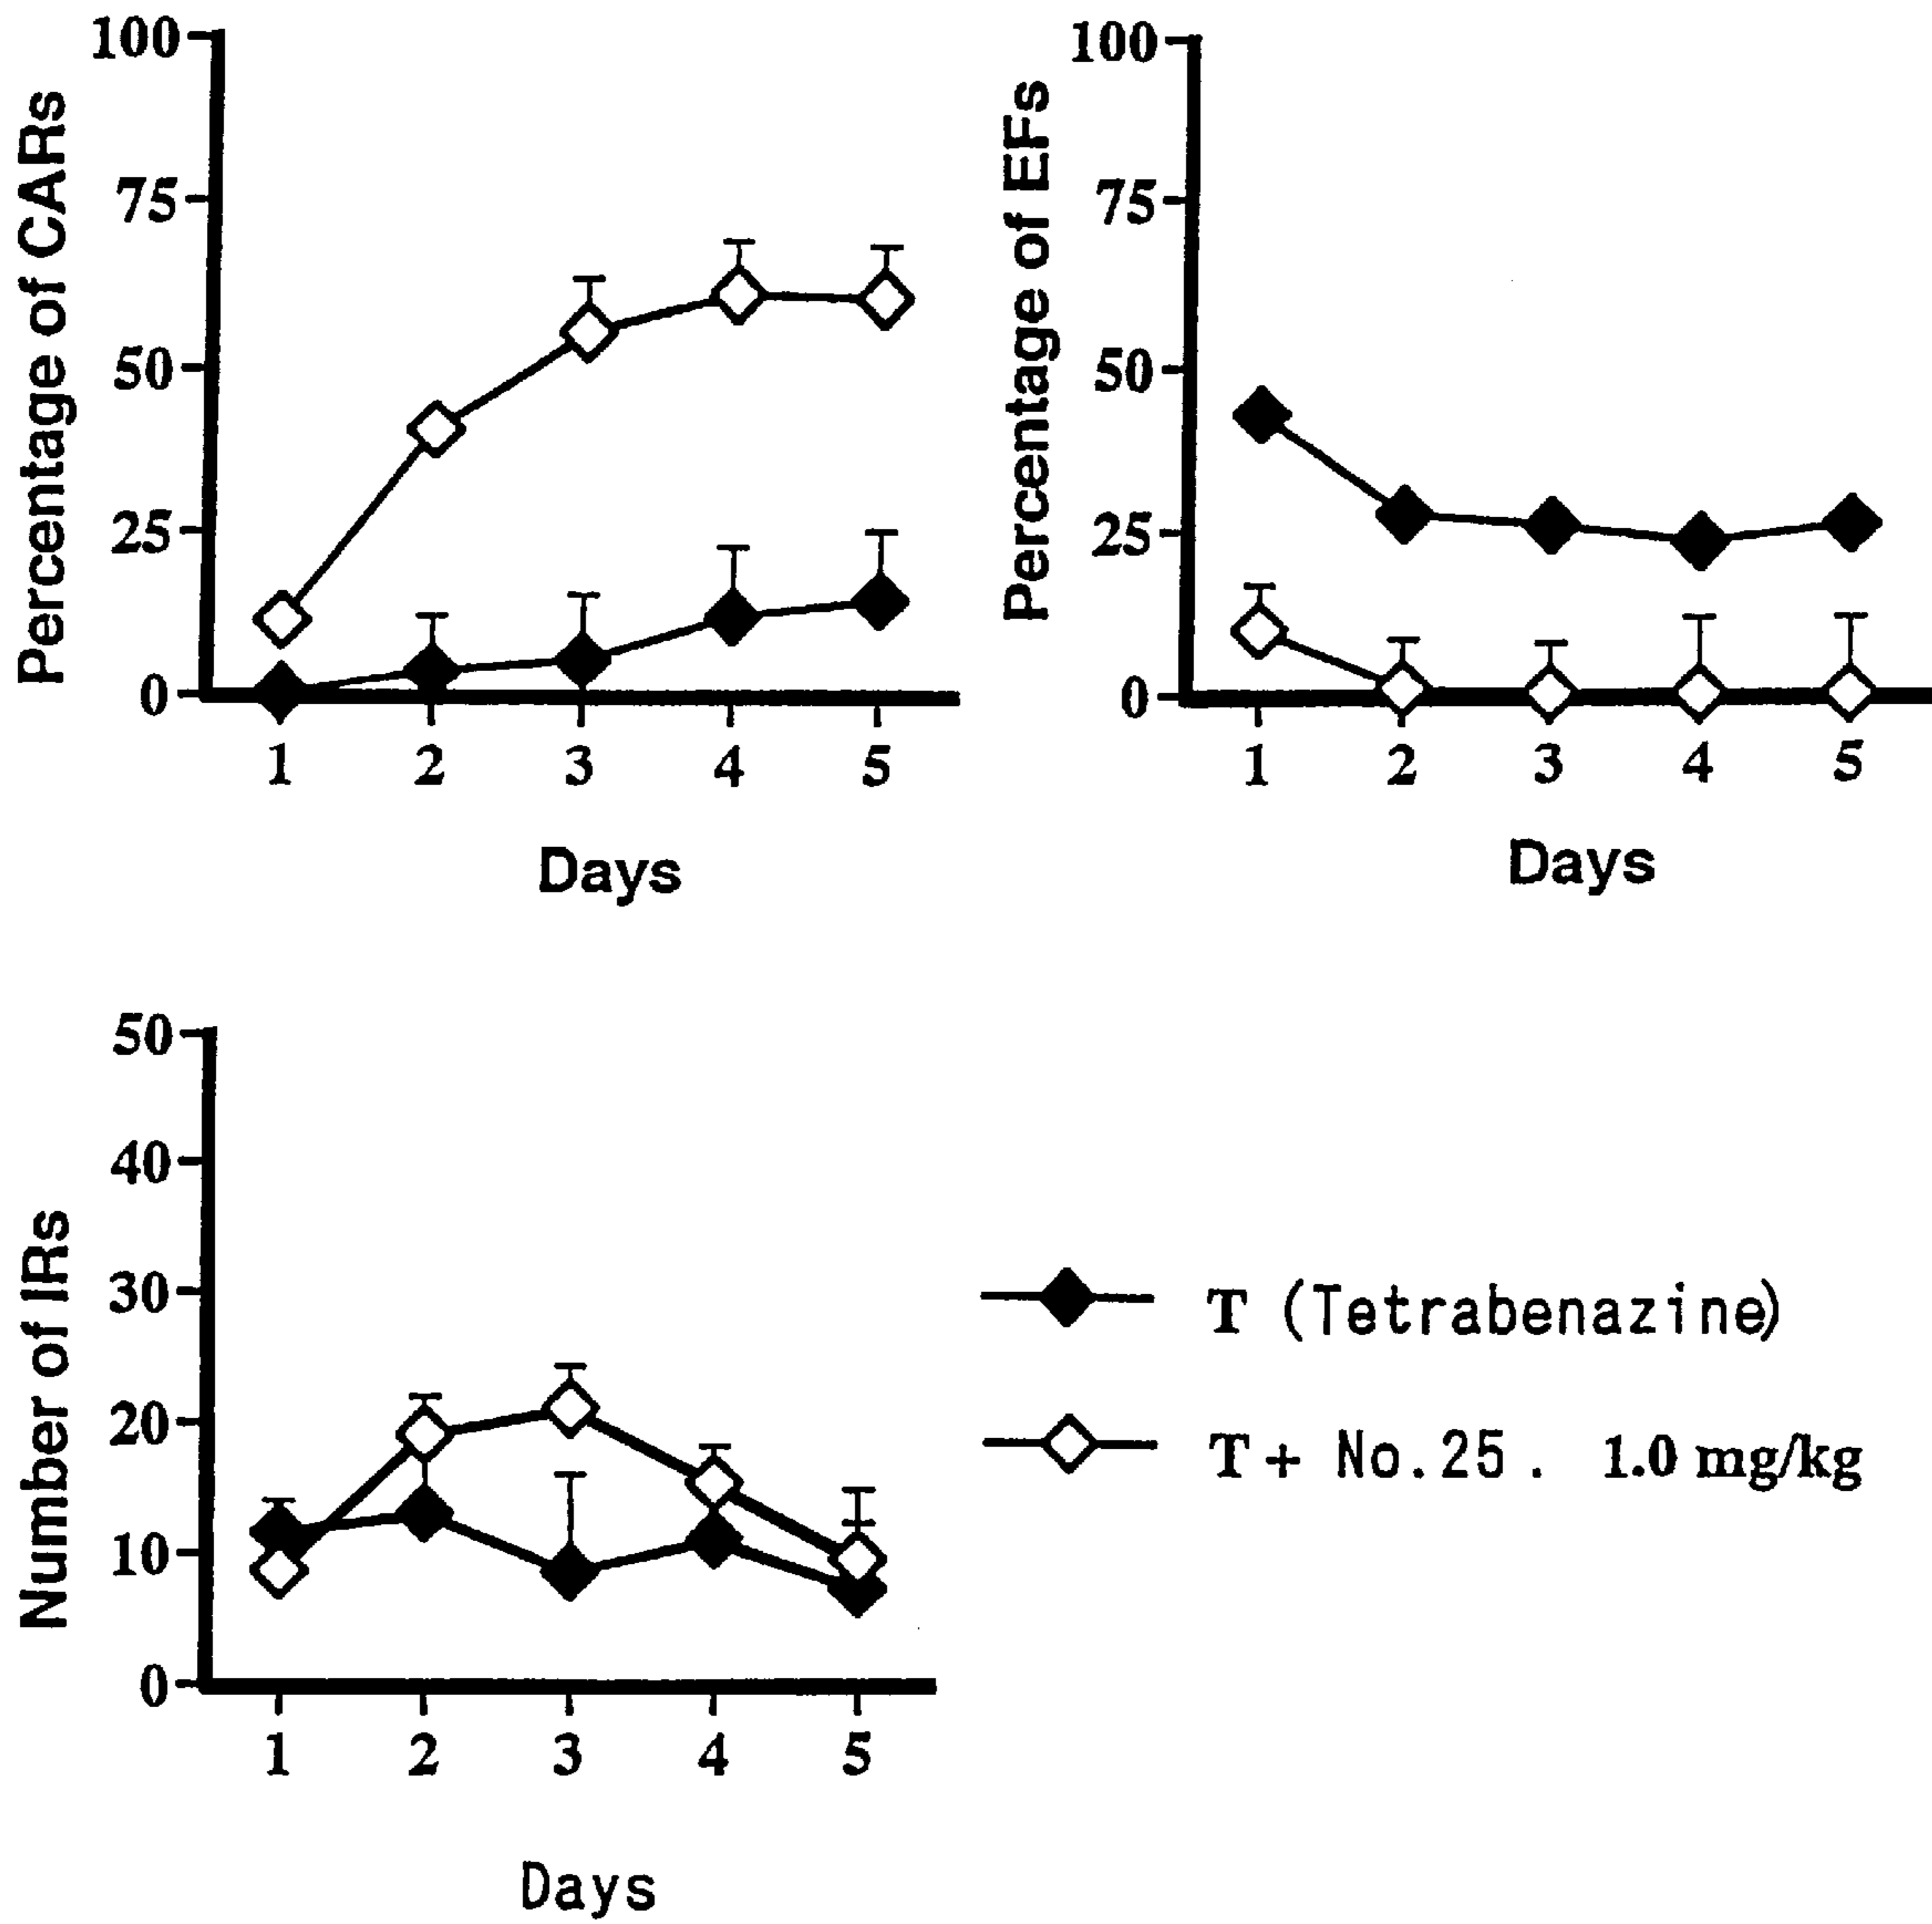 Percentage of CARs
100
75
50
25
0
1 2 3 4 5
Days
Percentage of EFs
100
75
50
25
0
1 2 3 4 5
Days
Number of IRs
50
40
30
20
10
0
1 2 3 4 5
Days
T (Tetrabenazine)
T + No.25 . 1.0 mg/kg